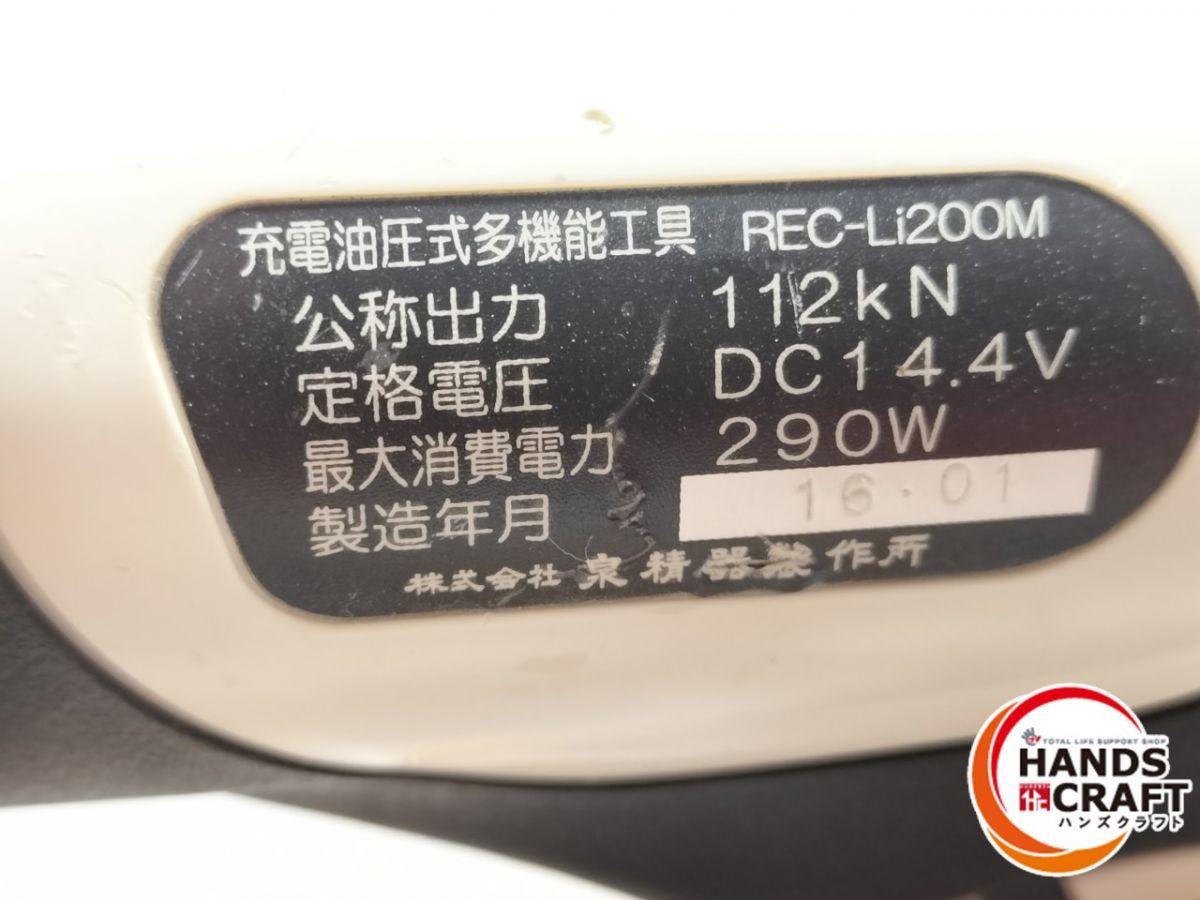 充電油圧式多機能工具 REC-Li200M
公称出力 112kN
定格電圧 DC14.4V
最大消費電力 290W
製造年月 16・01
株式会社 泉精器製作所
TOTAL LIFE SUPPORT SHOP
HANDS
CRAFT
ハンズクラフト